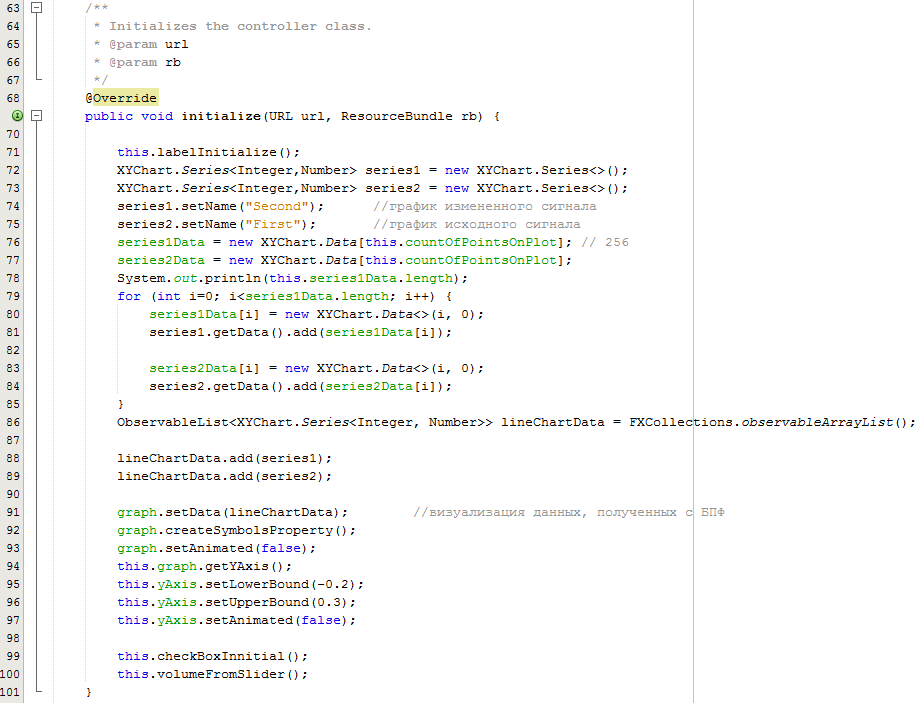 63 /**
64 * Initializes the controller class.
65 * @param url
66 * @param rb
67 */
68 @Override
public void initialize(URL url, ResourceBundle rb) {
70
71 this.labelInitialize();
72 XYChart.Series<Integer,Number> series1 = new XYChart.Series<>();
73 XYChart.Series<Integer,Number> series2 = new XYChart.Series<>();
74 series1.setName("Second"); //график измененного сигнала
75 series2.setName("First"); //график исходного сигнала
76 series1Data = new XYChart.Data[this.countOfPointsOnPlot]; // 256
77 series2Data = new XYChart.Data[this.countOfPointsOnPlot];
78 System.out.println(this.series1Data.length);
79 for (int i=0; i<series1Data.length; i++) {
80 series1Data[i] = new XYChart.Data<>(i, 0);
81 series1.getData().add(series1Data[i]);
82
83 series2Data[i] = new XYChart.Data<>(i, 0);
84 series2.getData().add(series2Data[i]);
85 }
86 ObservableList<XYChart.Series<Integer, Number>> lineChartData = FXCollections.observableArrayList();
87
88 lineChartData.add(series1);
89 lineChartData.add(series2);
90
91 graph.setData(lineChartData); //визуализация данных, полученных с БПФ
92 graph.createSymbolsProperty();
93 graph.setAnimated(false);
94 this.graph.getYAxis();
95 this.yAxis.setLowerBound(-0.2);
96 this.yAxis.setUpperBound(0.3);
97 this.yAxis.setAnimated(false);
98
99 this.checkBoxInnitial();
100 this.volumeFromSlider();
101 }